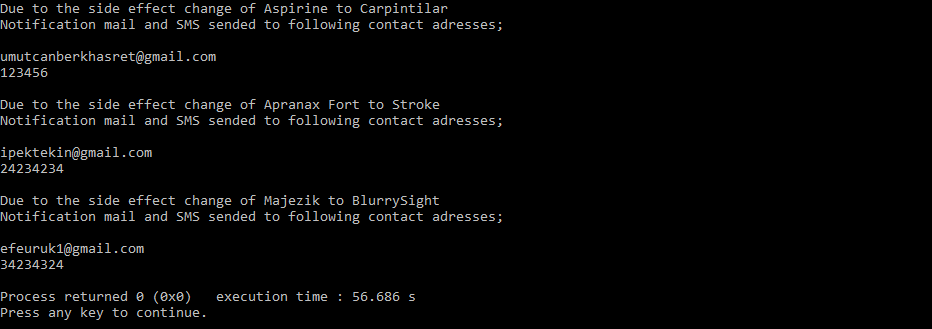 Due to the side effect change of Aspirine to Carpintilar
Notification mail and SMS sended to following contact adresses;
umutcanberkhasret@gmail.com
123456
Due to the side effect change of Apranax Fort to Stroke
Notification mail and SMS sended to following contact adresses;
ipektekin@gmail.com
24234234
Due to the side effect change of Majezik to BlurrySight
Notification mail and SMS sended to following contact adresses;
efeuruk1@gmail.com
34234324
Process returned 0 (0x0)   execution time : 56.686 s
Press any key to continue.